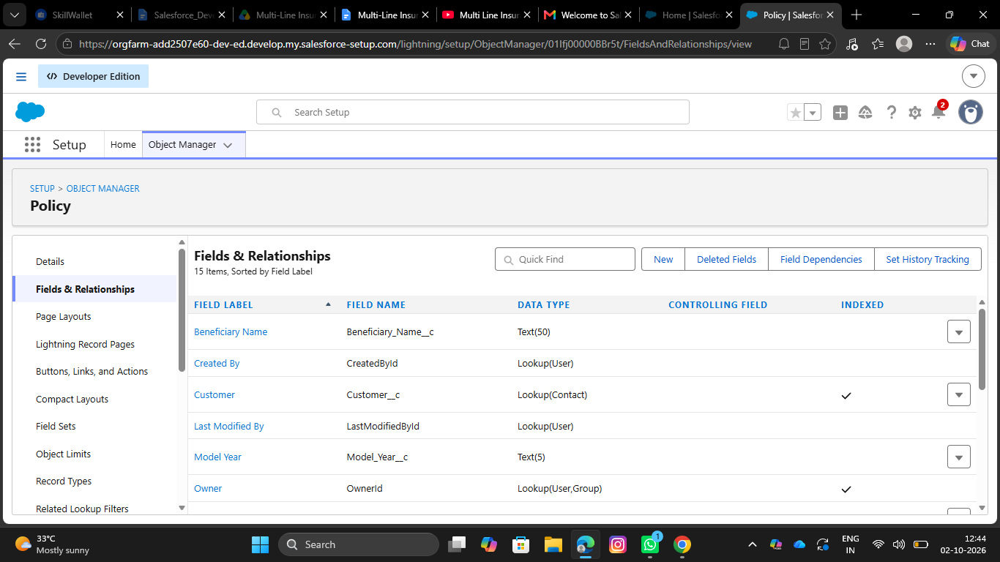 SkillWallet
Salesforce_Dev
Multi-Line Insu
Multi-Line Insur
Multi Line Insur
Welcome to Sal
Home | Salesfo
Policy | Salesfor
https://orgfarm-add2507e60-dev-ed.develop.my.salesforce-setup.com/lightning/setup/ObjectManager/01Ifj00000BBr5t/FieldsAndRelationships/view
Chat
Developer Edition
Search Setup
2
Setup
Home
Object Manager
SETUP > OBJECT MANAGER
Policy
Details
Fields & Relationships
Page Layouts
Lightning Record Pages
Buttons, Links, and Actions
Compact Layouts
Field Sets
Object Limits
Record Types
Related Lookup Filters
Fields & Relationships
15 Items, Sorted by Field Label
Quick Find
New
Deleted Fields
Field Dependencies
Set History Tracking
FIELD LABEL FIELD NAME DATA TYPE CONTROLLING FIELD INDEXED
Beneficiary Name Beneficiary_Name__c Text(50)
Created By CreatedById Lookup(User)
Customer Customer__c Lookup(Contact)
Last Modified By LastModifiedById Lookup(User)
Model Year Model_Year__c Text(5)
Owner OwnerId Lookup(User,Group)
33°C
Mostly sunny
Search
1
ENG
IN
12:44
02-10-2026